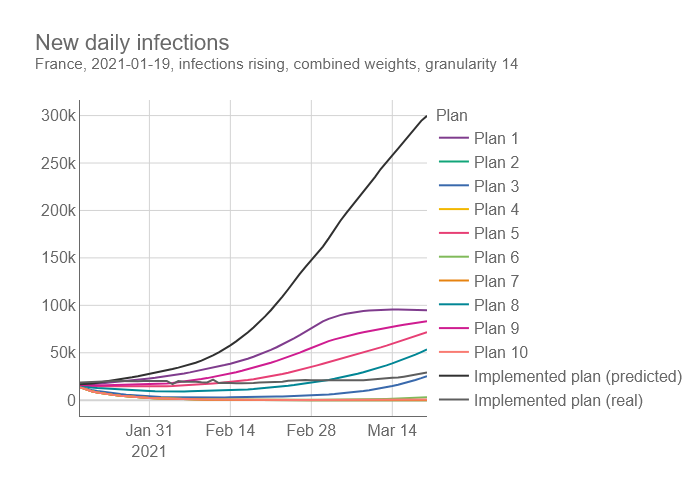 New daily infections
France, 2021-01-19, infections rising, combined weights, granularity 14
300k
250k
200k
150k
100k
50k
0
Jan 31
2021
Feb 14
Feb 28
Mar 14
Plan
Plan 1
Plan 2
Plan 3
Plan 4
Plan 5
Plan 6
Plan 7
Plan 8
Plan 9
Plan 10
Implemented plan (predicted)
Implemented plan (real)